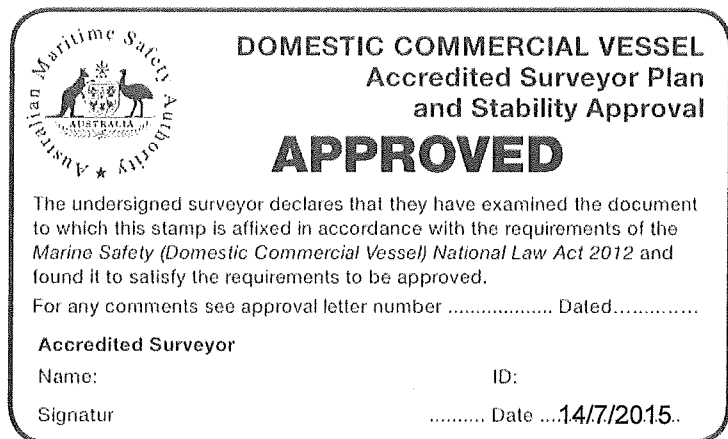 Australian Maritime Safety Authority
AUSTRALIA
DOMESTIC COMMERCIAL VESSEL
Accredited Surveyor Plan
and Stability Approval
APPROVED
The undersigned surveyor declares that they have examined the document
to which this stamp is affixed in accordance with the requirements of the
Marine Safety (Domestic Commercial Vessel) National Law Act 2012 and
found it to satisfy the requirements to be approved.
For any comments see approval letter number ................... Dated..............
Accredited Surveyor
Name: ID:
Signatur .......... Date ....14/7/2015..